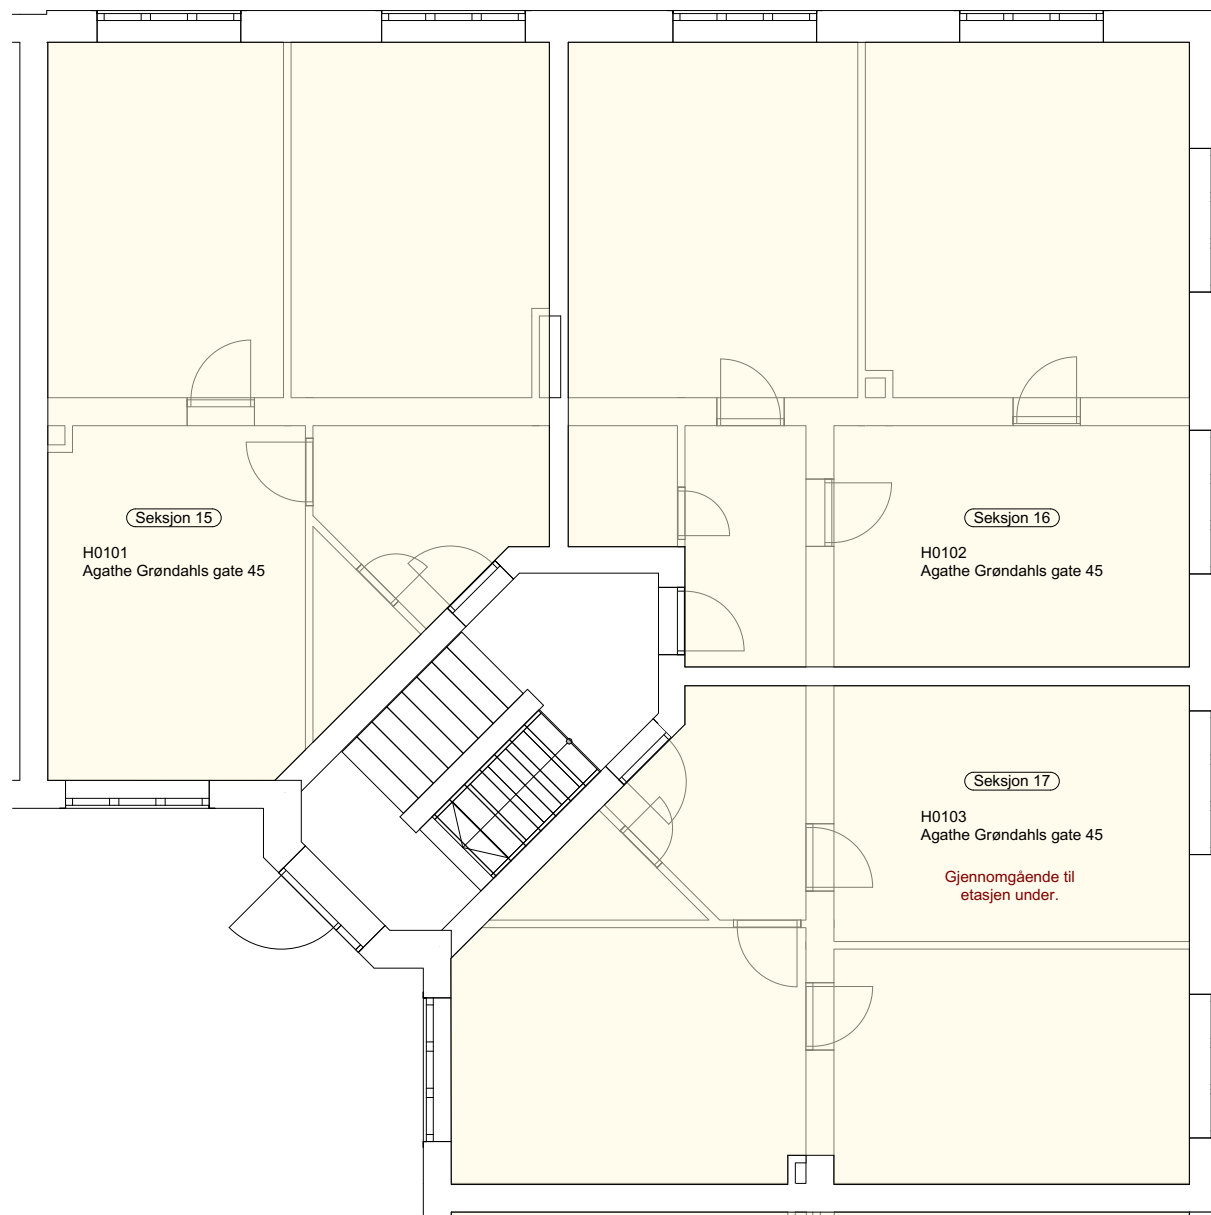 Seksjon 15
H0101
Agathe Grøndahls gate 45
Seksjon 16
H0102
Agathe Grøndahls gate 45
Seksjon 17
H0103
Agathe Grøndahls gate 45
Gjennomgående til
etasjen under.